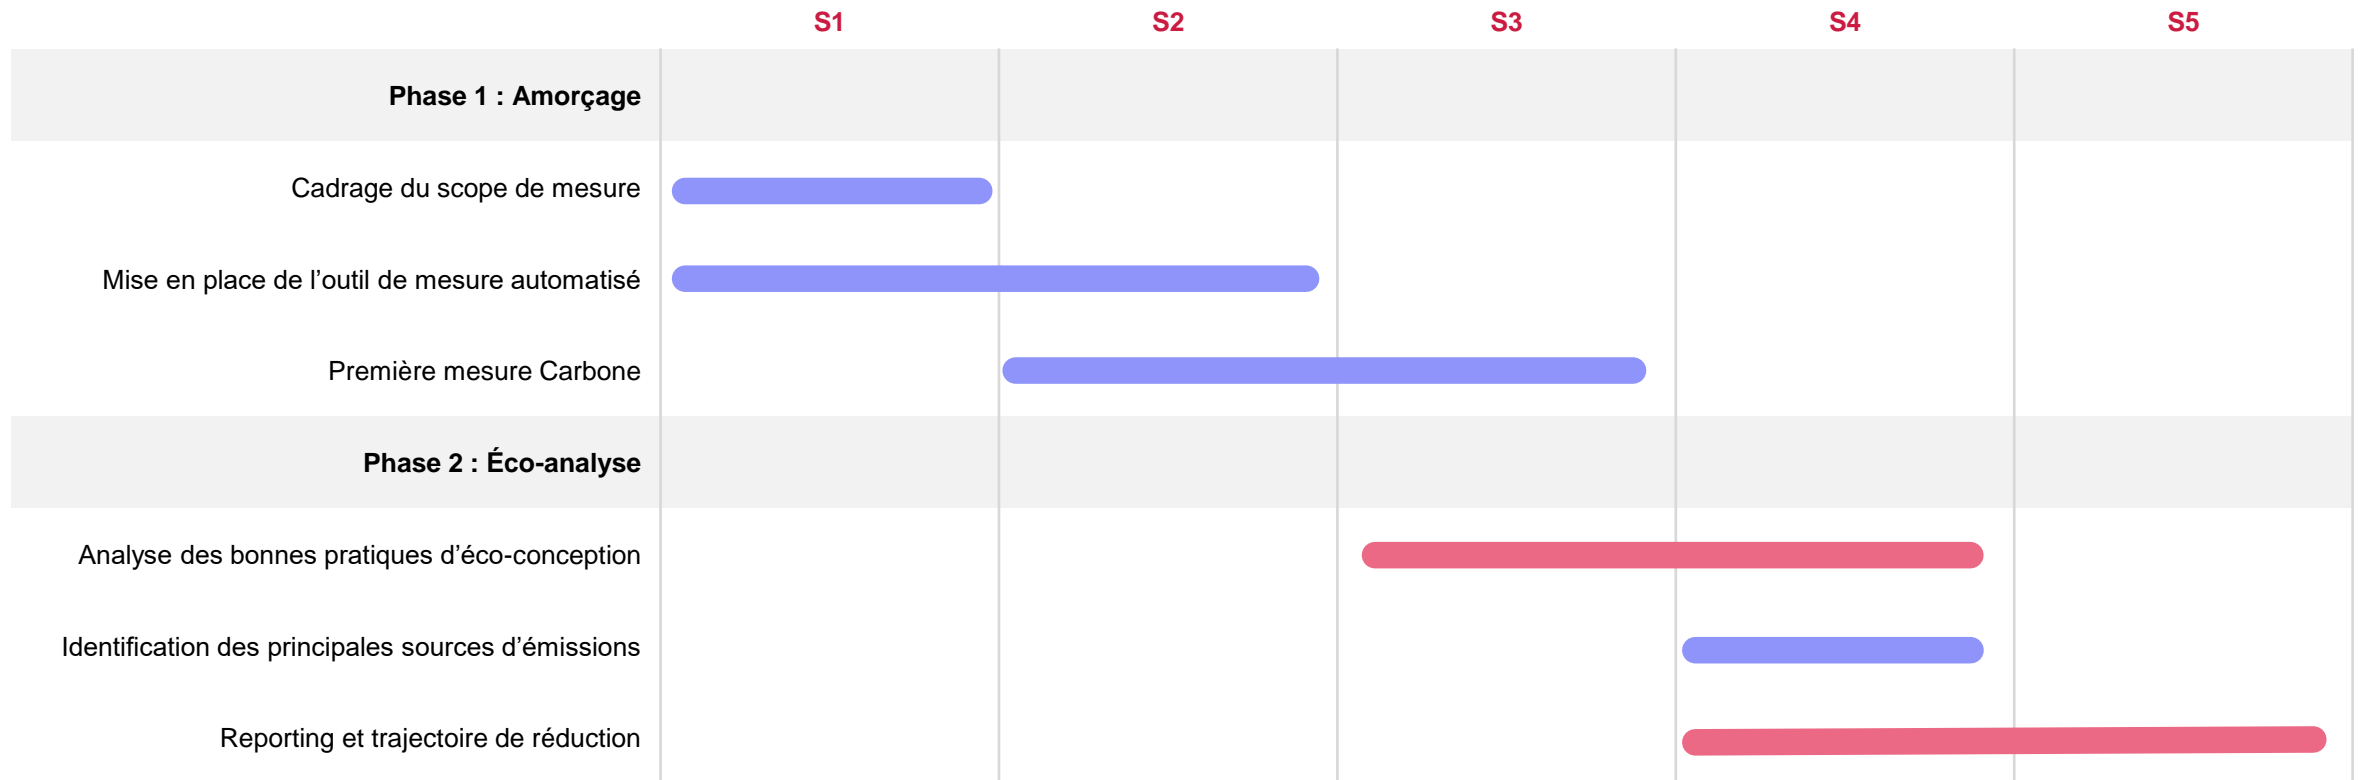 S1 S2 S3 S4 S5
Phase 1 : Amorçage
Cadrage du scope de mesure
Mise en place de l’outil de mesure automatisé
Première mesure Carbone
Phase 2 : Éco-analyse
Analyse des bonnes pratiques d’éco-conception
Identification des principales sources d’émissions
Reporting et trajectoire de réduction